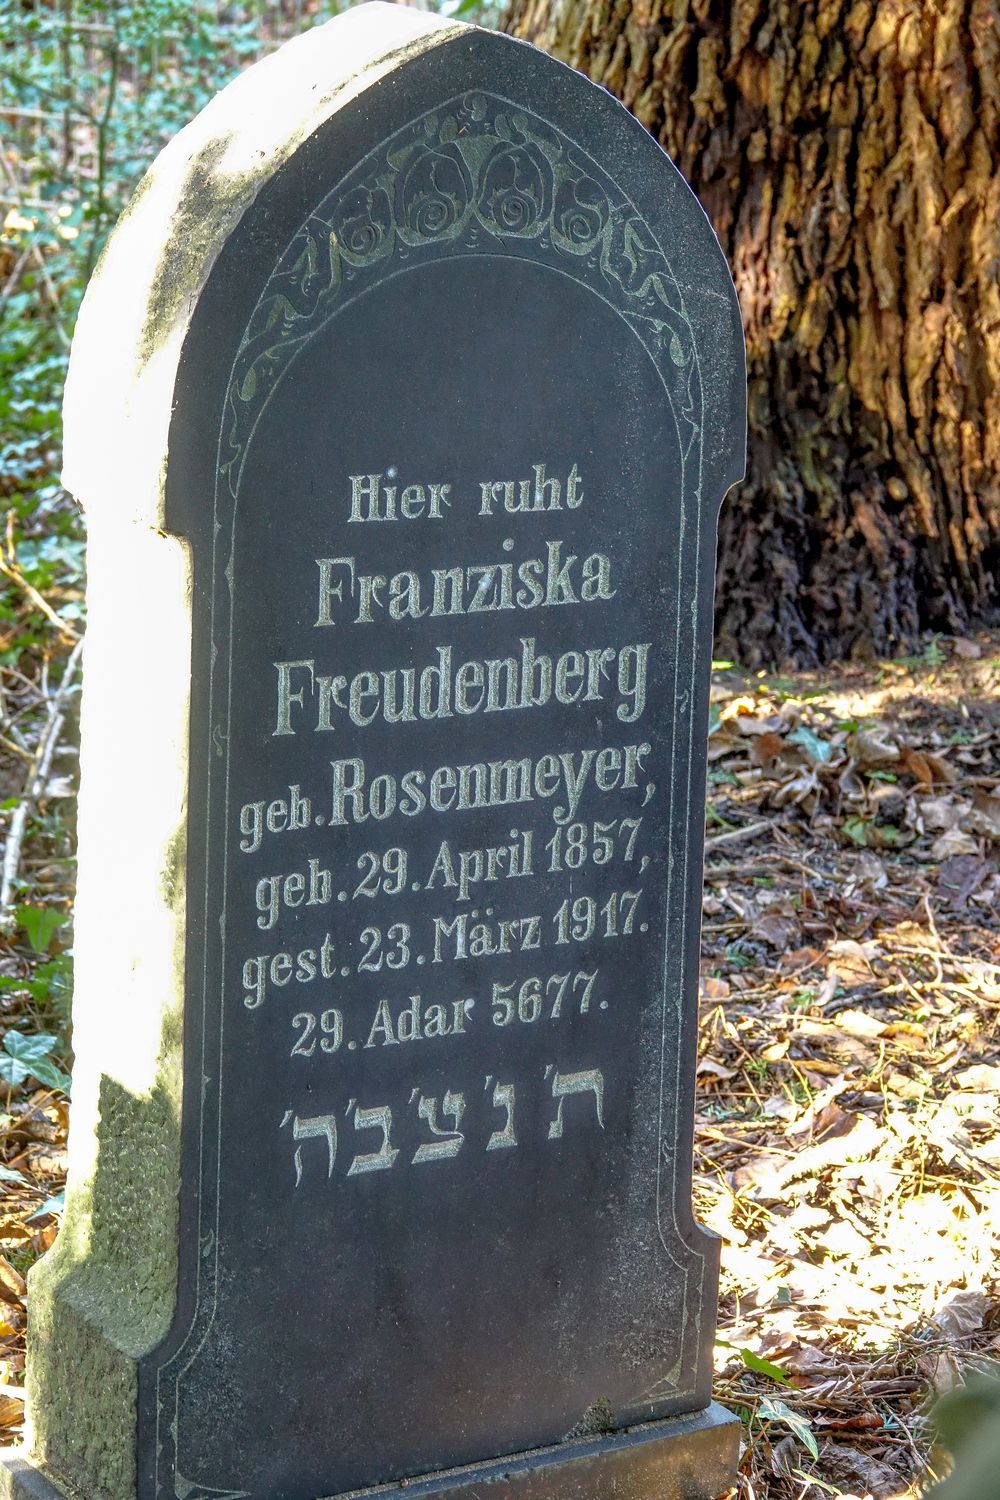 Hier ruht
Franziska
Freudenberg
geb. Rosenmeyer,
geb. 29. April 1857,
gest. 23. März 1917.
29. Adar 5677.
ת'נ'צ'ב'ה'